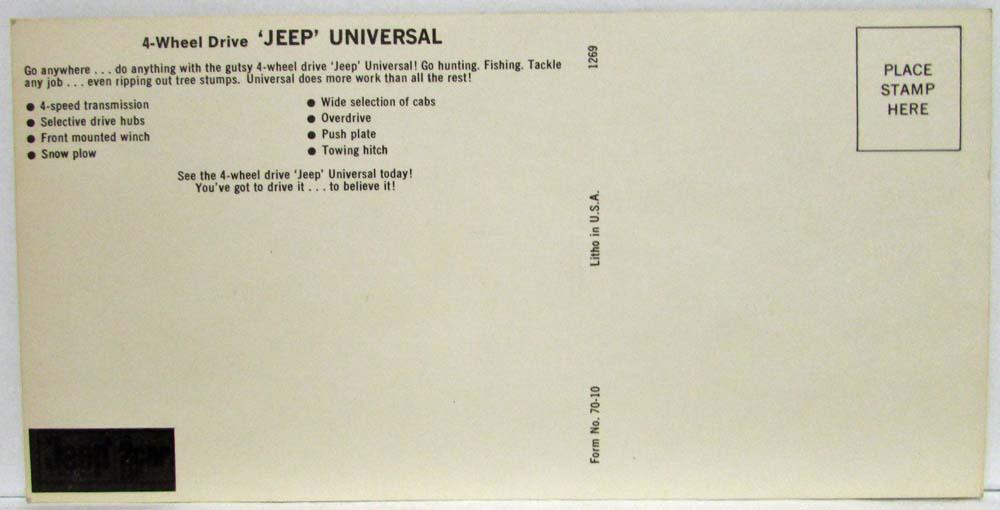 4-Wheel Drive 'JEEP' UNIVERSAL
Go anywhere . . . do anything with the gutsy 4-wheel drive 'Jeep' Universal! Go hunting. Fishing. Tackle
any job . . . even ripping out tree stumps. Universal does more work than all the rest!
● 4-speed transmission
● Selective drive hubs
● Front mounted winch
● Snow plow
● Wide selection of cabs
● Overdrive
● Push plate
● Towing hitch
See the 4-wheel drive 'Jeep' Universal today!
You've got to drive it . . . to believe it!
1269
Litho in U.S.A.
Form No. 70-10
PLACE
STAMP
HERE